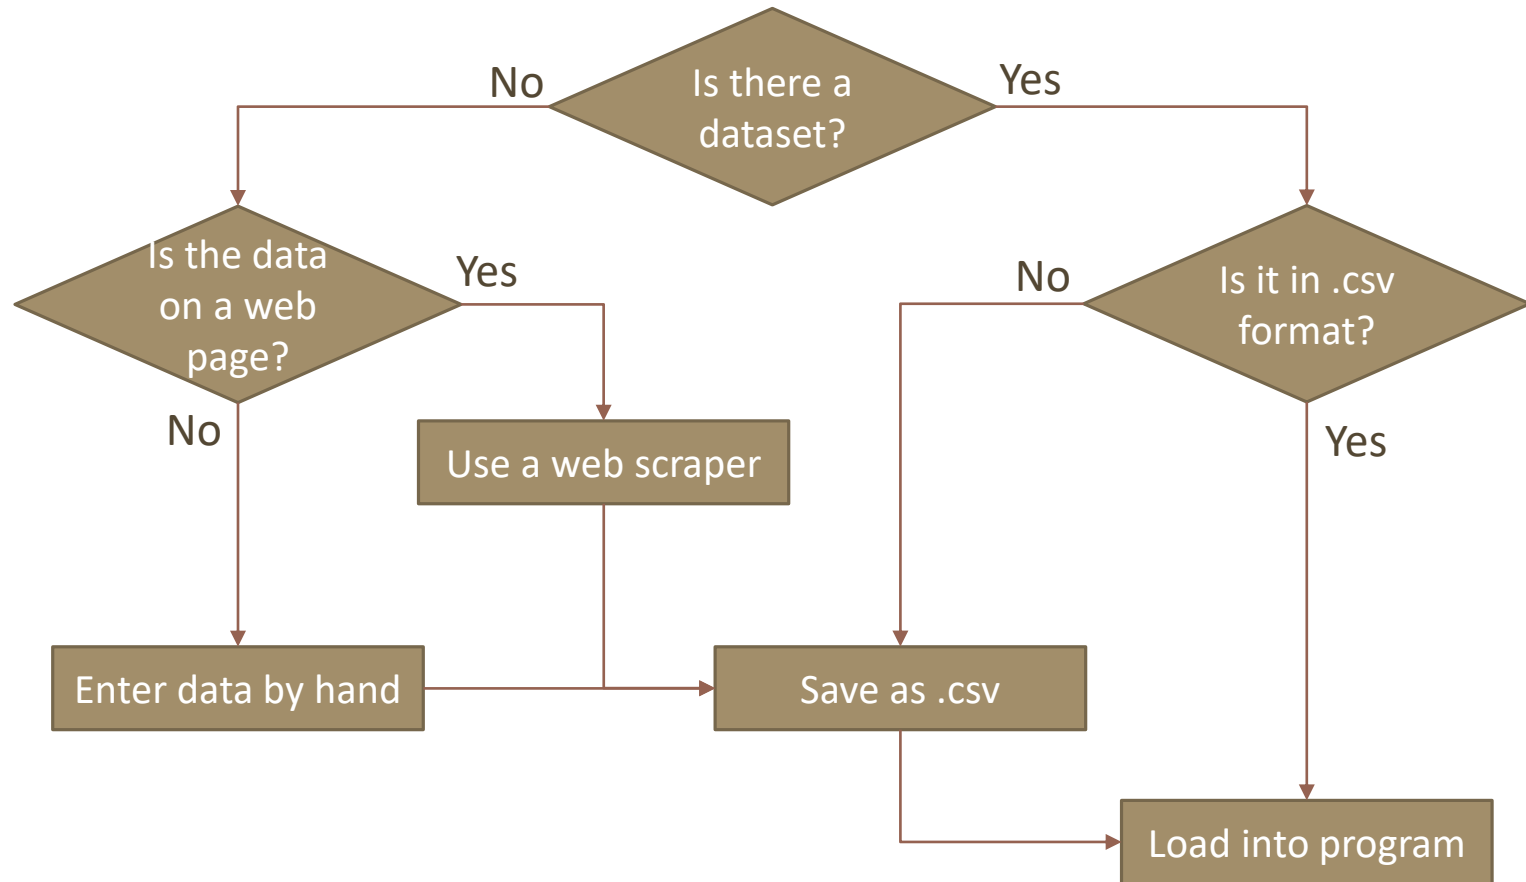 No
Is there a
dataset?
Yes
Is the data
on a web
page?
Yes
No
Is it in .csv
format?
No
Use a web scraper
Yes
Enter data by hand
Save as .csv
Load into program